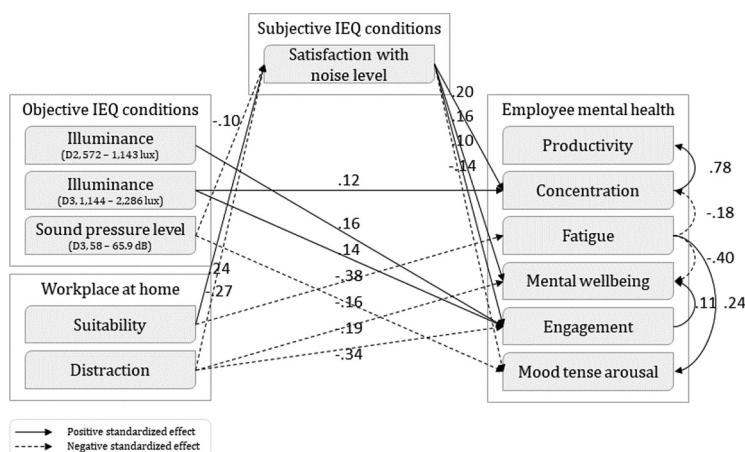 Subjective IEQ conditions
Satisfaction with
noise level
Objective IEQ conditions
Illuminance
(D2, 572 – 1,143 lux)
Illuminance
(D3, 1,144 – 2,286 lux)
Sound pressure level
(D3, 58 – 65.9 dB)
Workplace at home
Suitability
Distraction
Employee mental health
Productivity
Concentration
Fatigue
Mental wellbeing
Engagement
Mood tense arousal
-.10
.20
.16
.10
-.14
.12
.16
.14
-.38
-.16
-.19
-.34
.24
-.27
.78
-.18
-.40
.11
.24
Positive standardized effect
Negative standardized effect